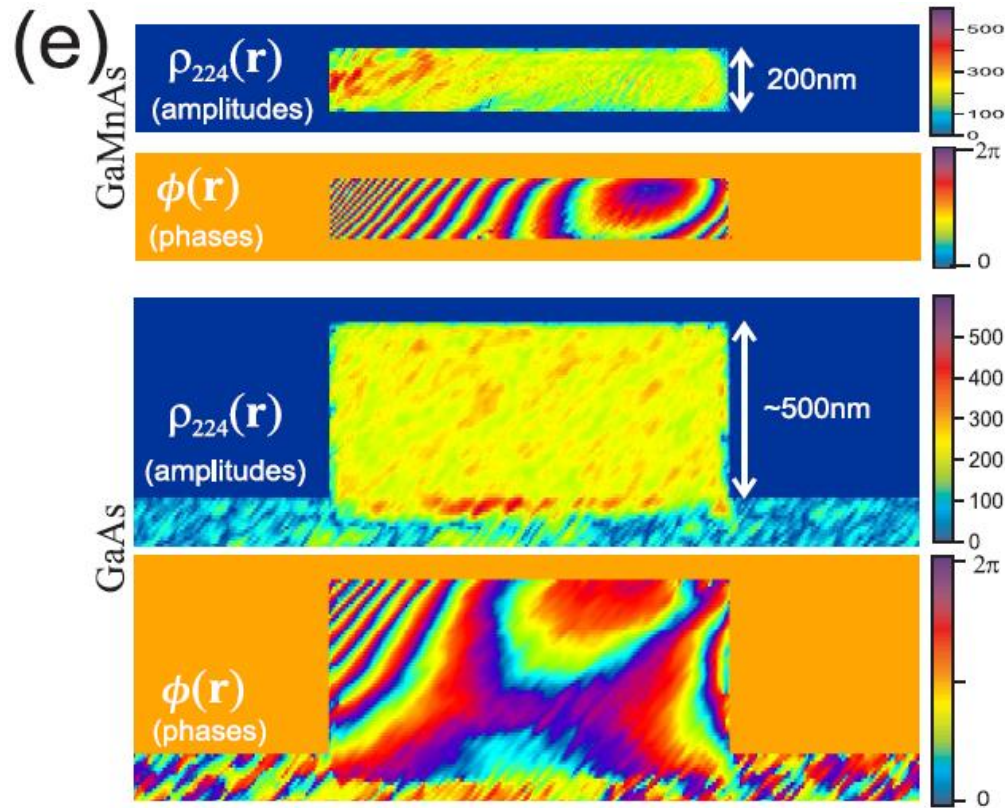 (e)
GaMnAs
ρ₂₂₄(r)
(amplitudes)
200nm
500
300
100
0
ϕ(r)
(phases)
2π
0
GaAs
ρ₂₂₄(r)
(amplitudes)
~500nm
500
400
300
200
100
0
ϕ(r)
(phases)
2π
0